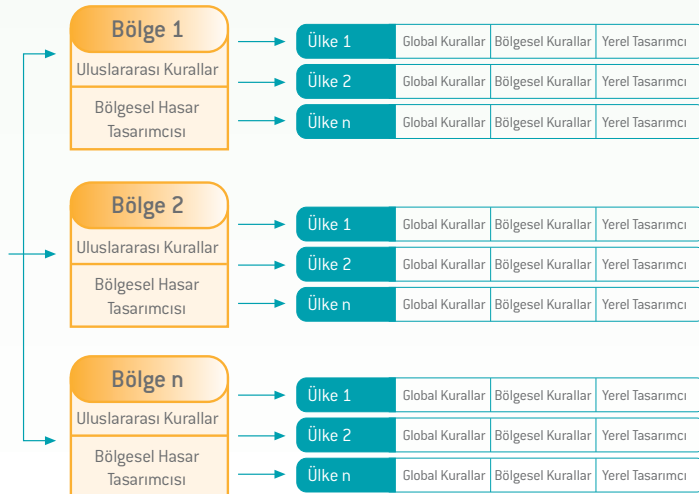 Bölge 1
Uluslararası Kurallar
Bölgesel Hasar
Tasarımcısı
Ülke 1 Global Kurallar Bölgesel Kurallar Yerel Tasarımcı
Ülke 2 Global Kurallar Bölgesel Kurallar Yerel Tasarımcı
Ülke n Global Kurallar Bölgesel Kurallar Yerel Tasarımcı
Bölge 2
Uluslararası Kurallar
Bölgesel Hasar
Tasarımcısı
Ülke 1 Global Kurallar Bölgesel Kurallar Yerel Tasarımcı
Ülke 2 Global Kurallar Bölgesel Kurallar Yerel Tasarımcı
Ülke n Global Kurallar Bölgesel Kurallar Yerel Tasarımcı
Bölge n
Uluslararası Kurallar
Bölgesel Hasar
Tasarımcısı
Ülke 1 Global Kurallar Bölgesel Kurallar Yerel Tasarımcı
Ülke 2 Global Kurallar Bölgesel Kurallar Yerel Tasarımcı
Ülke n Global Kurallar Bölgesel Kurallar Yerel Tasarımcı